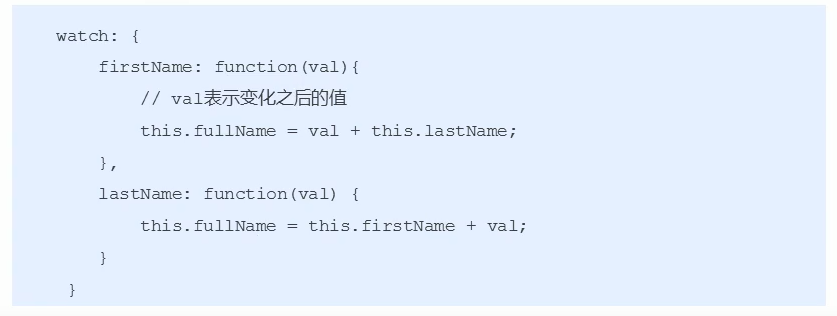 watch: {
firstName: function(val){
// val表示变化之后的值
this.fullName = val + this.lastName;
},
lastName: function(val) {
this.fullName = this.firstName + val;
}
}